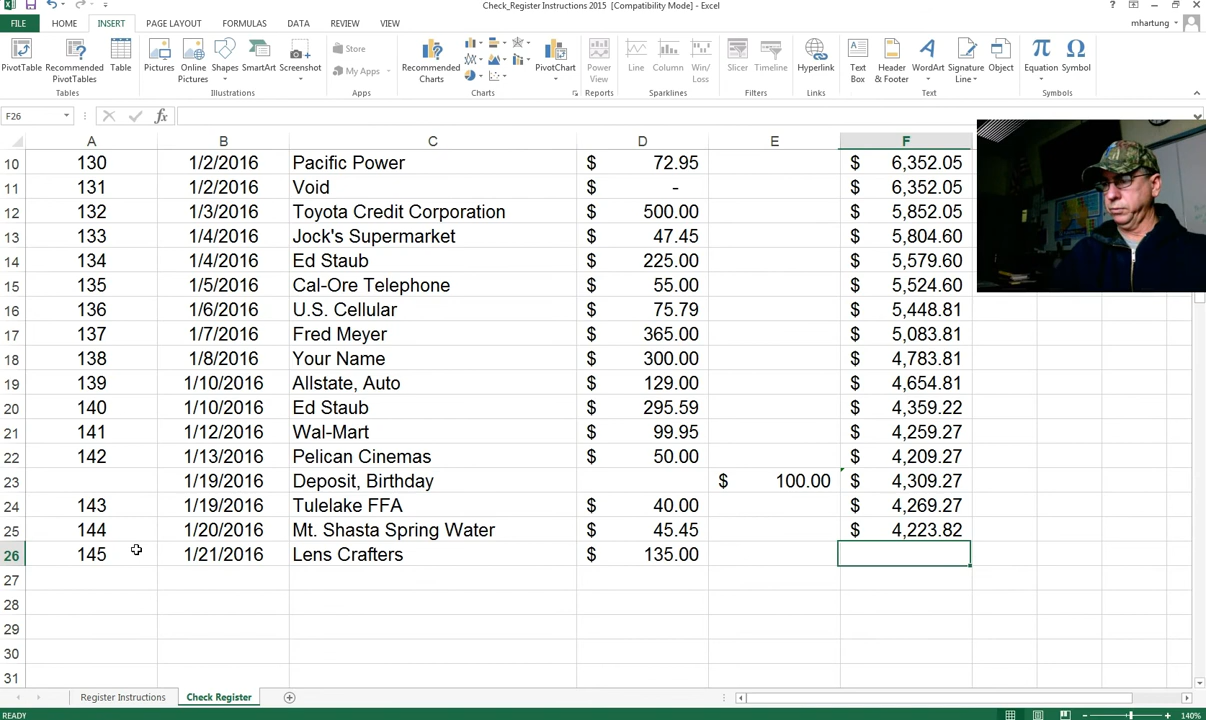 Check_Register Instructions 2015 [Compatibility Mode] - Excel
FILE HOME INSERT PAGE LAYOUT FORMULAS DATA REVIEW VIEW mhartung
PivotTable Recommended PivotTables Table Pictures Online Pictures Shapes SmartArt Screenshot Store My Apps Recommended Charts PivotChart Power View Line Column Win/Loss Slicer Timeline Hyperlink Text Box Header & Footer WordArt Signature Line Object Equation Symbol
Tables Illustrations Apps Charts Reports Sparklines Filters Links Text Symbols
F26 fx
A B C D E F
10 130 1/2/2016 Pacific Power $ 72.95 $ 6,352.05
11 131 1/2/2016 Void $ - $ 6,352.05
12 132 1/3/2016 Toyota Credit Corporation $ 500.00 $ 5,852.05
13 133 1/4/2016 Jock's Supermarket $ 47.45 $ 5,804.60
14 134 1/4/2016 Ed Staub $ 225.00 $ 5,579.60
15 135 1/5/2016 Cal-Ore Telephone $ 55.00 $ 5,524.60
16 136 1/6/2016 U.S. Cellular $ 75.79 $ 5,448.81
17 137 1/7/2016 Fred Meyer $ 365.00 $ 5,083.81
18 138 1/8/2016 Your Name $ 300.00 $ 4,783.81
19 139 1/10/2016 Allstate, Auto $ 129.00 $ 4,654.81
20 140 1/10/2016 Ed Staub $ 295.59 $ 4,359.22
21 141 1/12/2016 Wal-Mart $ 99.95 $ 4,259.27
22 142 1/13/2016 Pelican Cinemas $ 50.00 $ 4,209.27
23 1/19/2016 Deposit, Birthday $ 100.00 $ 4,309.27
24 143 1/19/2016 Tulelake FFA $ 40.00 $ 4,269.27
25 144 1/20/2016 Mt. Shasta Spring Water $ 45.45 $ 4,223.82
26 145 1/21/2016 Lens Crafters $ 135.00
27
28
29
30
31
Register Instructions Check Register
READY 140%